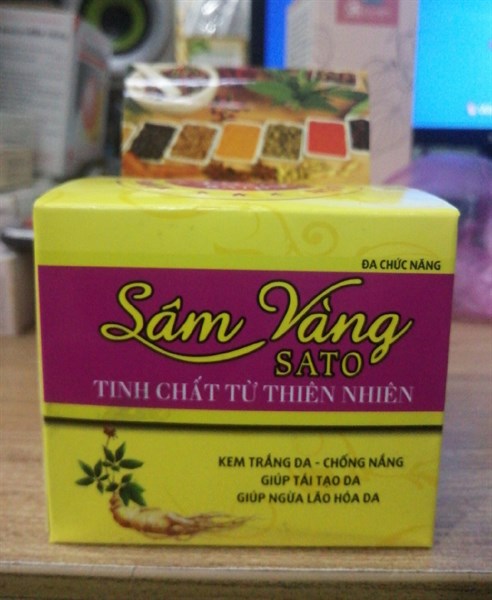 ĐA CHỨC NĂNG
Sâm Vàng
SATO
TINH CHẤT TỪ THIÊN NHIÊN
KEM TRẮNG DA - CHỐNG NẮNG
GIÚP TÁI TẠO DA
GIÚP NGỪA LÃO HÓA DA